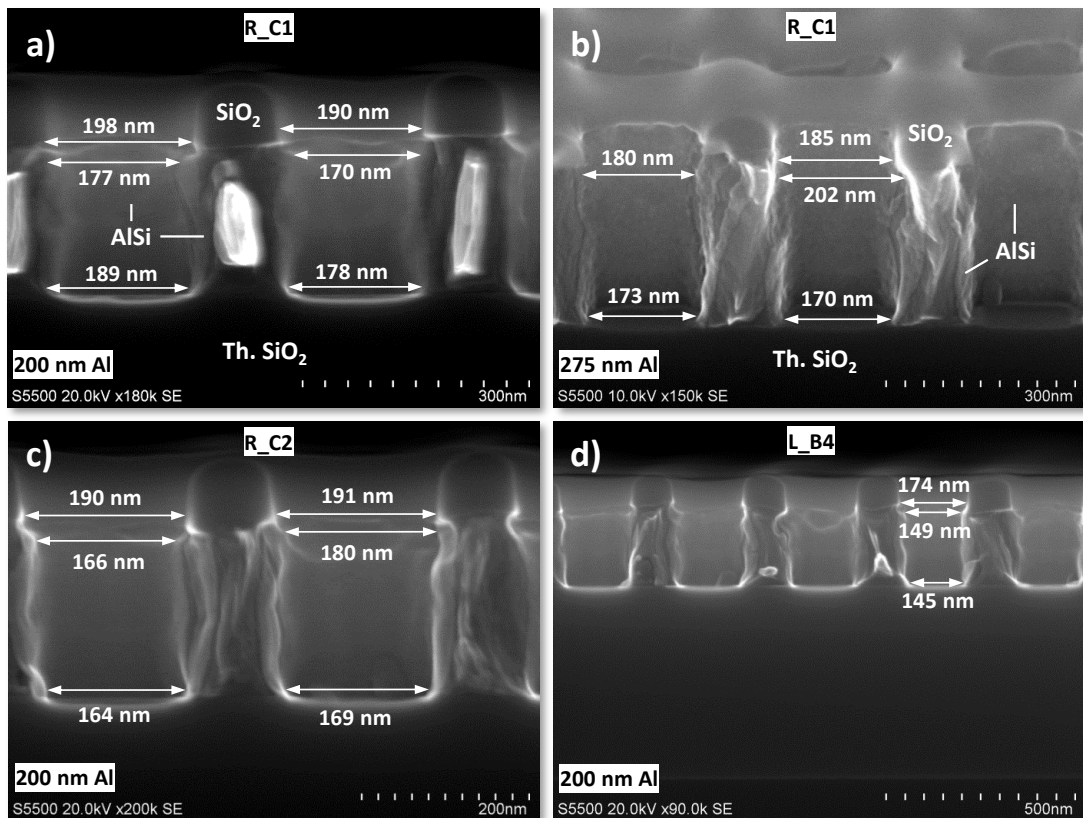 a)
R_C1
SiO2
198 nm
190 nm
177 nm
170 nm
AlSi
189 nm
178 nm
Th. SiO2
200 nm Al
S5500 20.0kV x180k SE
300nm
b)
R_C1
185 nm
SiO2
180 nm
202 nm
AlSi
173 nm
170 nm
275 nm Al
Th. SiO2
S5500 10.0kV x150k SE
300nm
c)
R_C2
190 nm
191 nm
166 nm
180 nm
164 nm
169 nm
200 nm Al
S5500 20.0kV x200k SE
200nm
d)
L_B4
174 nm
149 nm
145 nm
200 nm Al
S5500 20.0kV x90.0k SE
500nm